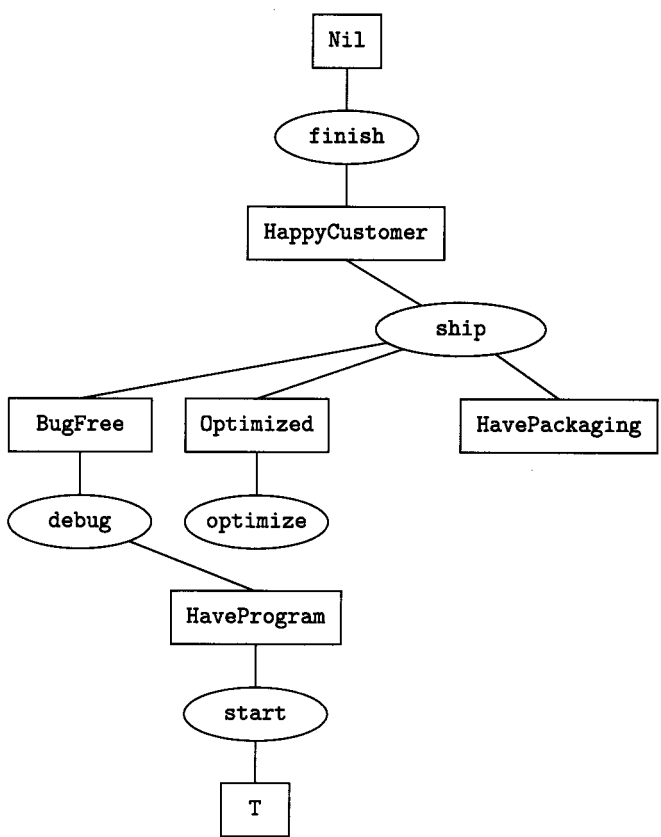 Nil
finish
HappyCustomer
ship
BugFree
Optimized
HavePackaging
debug
optimize
HaveProgram
start
T